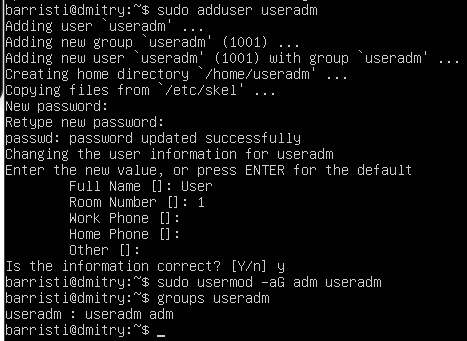 barristi@dmitry:~$ sudo adduser useradm
Adding user `useradm' ...
Adding new group `useradm' (1001) ...
Adding new user `useradm' (1001) with group `useradm' ...
Creating home directory `/home/useradm' ...
Copying files from `/etc/skel' ...
New password:
Retype new password:
passwd: password updated successfully
Changing the user information for useradm
Enter the new value, or press ENTER for the default
        Full Name []: User
        Room Number []: 1
        Work Phone []:
        Home Phone []:
        Other []:
Is the information correct? [Y/n] y
barristi@dmitry:~$ sudo usermod -aG adm useradm
barristi@dmitry:~$ groups useradm
useradm : useradm adm
barristi@dmitry:~$ _